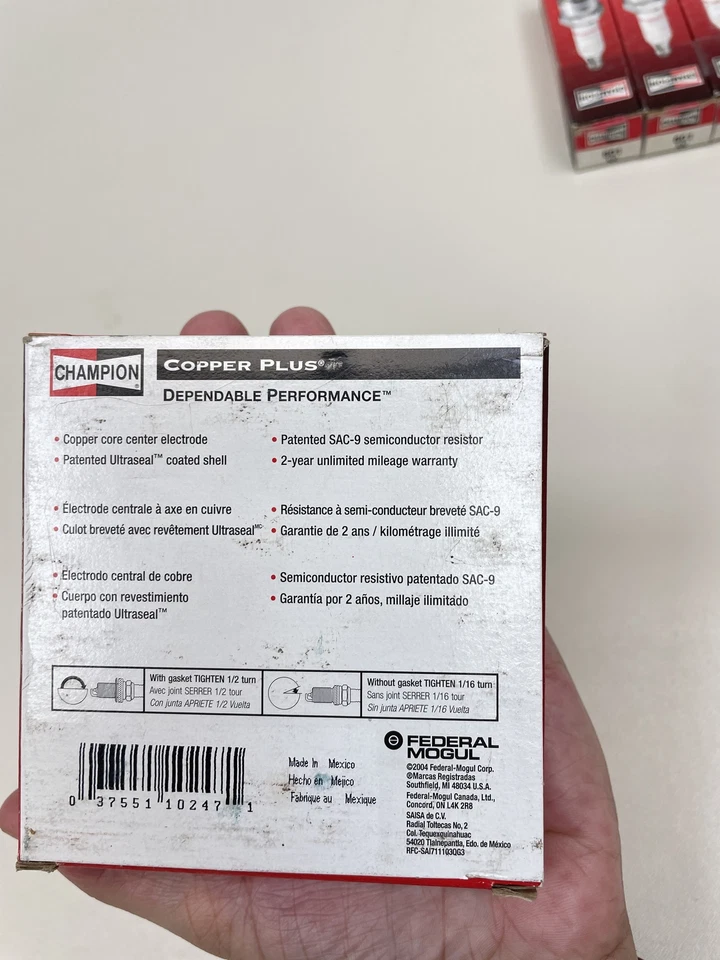 CHAMPION
CHAMPION
CHAMPION
CHAMPION
CHAMPION®
COPPER PLUS®
DEPENDABLE PERFORMANCE™
• Copper core center electrode
• Patented Ultraseal™ coated shell
• Patented SAC-9 semiconductor resistor
• 2-year unlimited mileage warranty
• Électrode centrale à axe en cuivre
• Culot breveté avec revêtement Ultraseal MC
• Résistance à semi-conducteur breveté SAC-9
• Garantie de 2 ans / kilométrage illimité
• Electrodo central de cobre
• Cuerpo con revestimiento
patentado Ultraseal™
• Semiconductor resistivo patentado SAC-9
• Garantía por 2 años, millaje ilimitado
With gasket TIGHTEN 1/2 turn
Avec joint SERRER 1/2 tour
Con junta APRIETE 1/2 Vuelta
Without gasket TIGHTEN 1/16 turn
Sans joint SERRER 1/16 tour
Sin junta APRIETE 1/16 Vuelta
0 37551 10247 1
Made In Mexico
Hecho en Mejico
Fabrique au Mexique
FEDERAL
MOGUL
©2004 Federal-Mogul Corp.
®Marcas Registradas
Southfield, MI 48034 U.S.A.
Federal-Mogul Canada, Ltd.,
Concord, ON L4K 2R8
SAISA de C.V.
Radial Toltecas No. 2
Col. Tequexquinahuac
54020 Tlalnepantla, Edo. de México
RFC-SAI711103QG3